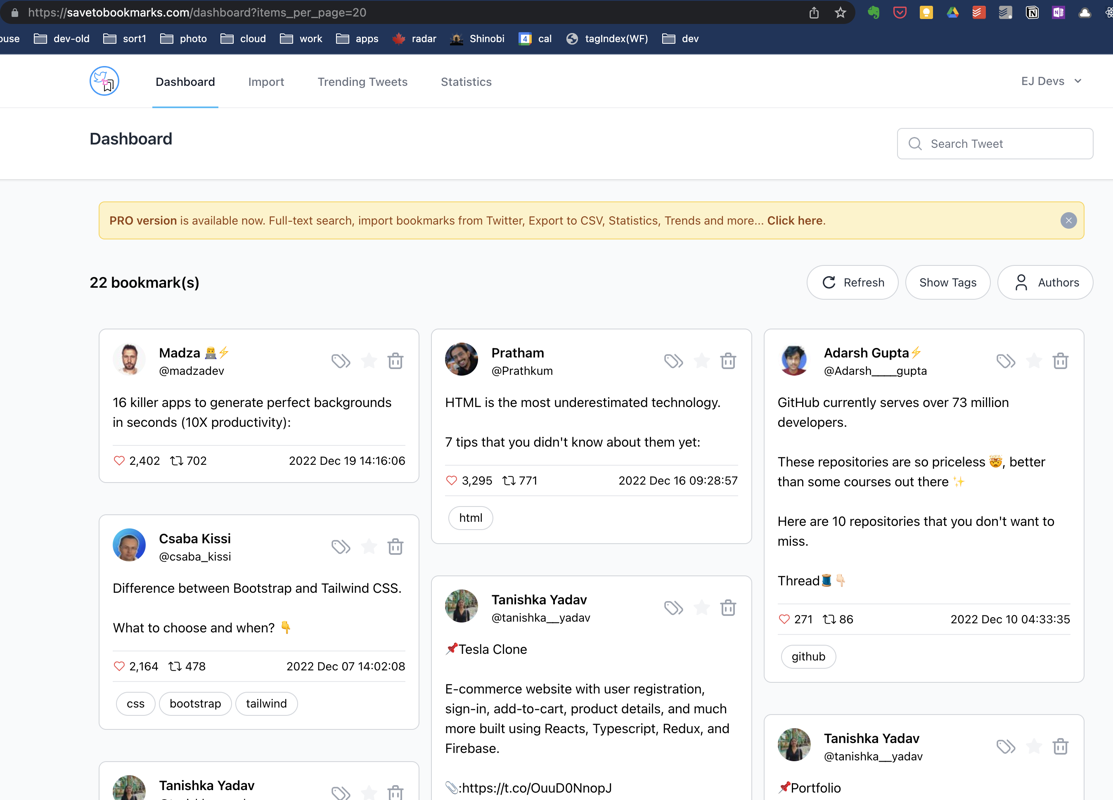 https://savetobookmarks.com/dashboard?items_per_page=20
ouse dev-old sort1 photo cloud work apps radar Shinobi 4 cal tagIndex(WF) dev
Dashboard Import Trending Tweets Statistics EJ Devs
Dashboard
Search Tweet
PRO version is available now. Full-text search, import bookmarks from Twitter, Export to CSV, Statistics, Trends and more... Click here.
22 bookmark(s)
Refresh Show Tags Authors
Madza 👨‍💻⚡
@madzadev
16 killer apps to generate perfect backgrounds
in seconds (10X productivity):
2,402 702 2022 Dec 19 14:16:06
Csaba Kissi
@csaba_kissi
Difference between Bootstrap and Tailwind CSS.
What to choose and when? 👇
2,164 478 2022 Dec 07 14:02:08
css bootstrap tailwind
Tanishka Yadav
Pratham
@Prathkum
HTML is the most underestimated technology.
7 tips that you didn't know about them yet:
3,295 771 2022 Dec 16 09:28:57
html
Tanishka Yadav
@tanishka__yadav
📌Tesla Clone
E-commerce website with user registration,
sign-in, add-to-cart, product details, and much
more built using Reacts, Typescript, Redux, and
Firebase.
📎:https://t.co/OuuD0NnopJ
Adarsh Gupta⚡
@Adarsh____gupta
GitHub currently serves over 73 million
developers.
These repositories are so priceless 🤯, better
than some courses out there ✨
Here are 10 repositories that you don't want to
miss.
Thread🧵👇🏻
271 86 2022 Dec 10 04:33:35
github
Tanishka Yadav
@tanishka__yadav
📌Portfolio